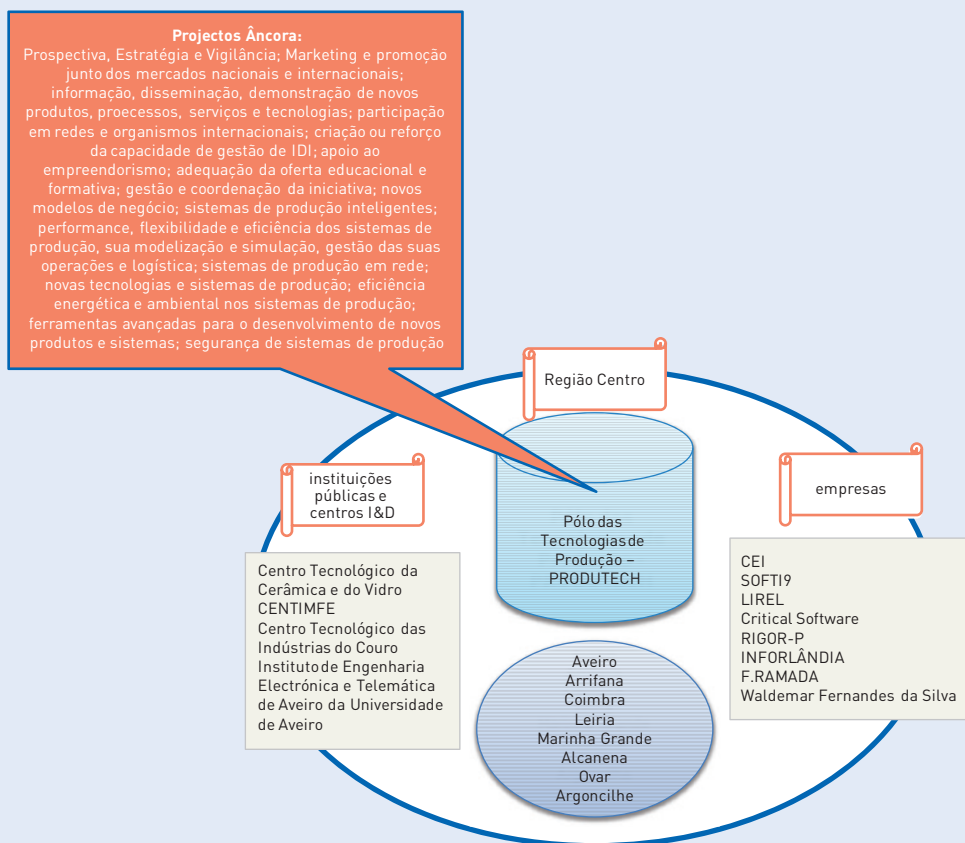 Projectos Âncora:
Prospectiva, Estratégia e Vigilância; Marketing e promoção
junto dos mercados nacionais e internacionais;
informação, disseminação, demonstração de novos
produtos, proecessos, serviços e tecnologias; participação
em redes e organismos internacionais; criação ou reforço
da capacidade de gestão de IDI; apoio ao
empreendorismo; adequação da oferta educacional e
formativa; gestão e coordenação da iniciativa; novos
modelos de negócio; sistemas de produção inteligentes;
performance, flexibilidade e eficiência dos sistemas de
produção, sua modelização e simulação, gestão das suas
operações e logística; sistemas de produção em rede;
novas tecnologias e sistemas de produção; eficiência
energética e ambiental nos sistemas de produção;
ferramentas avançadas para o desenvolvimento de novos
produtos e sistemas; segurança de sistemas de produção
Região Centro
instituições
públicas e
centros I&D
empresas
Pólo das
Tecnologias de
Produção –
PRODUTECH
Centro Tecnológico da
Cerâmica e do Vidro
CENTIMFE
Centro Tecnológico das
Indústrias do Couro
Instituto de Engenharia
Electrónica e Telemática
de Aveiro da Universidade
de Aveiro
CEI
SOFTI9
LIREL
Critical Software
RIGOR-P
INFORLÂNDIA
F.RAMADA
Waldemar Fernandes da Silva
Aveiro
Arrifana
Coimbra
Leiria
Marinha Grande
Alcanena
Ovar
Argoncilhe